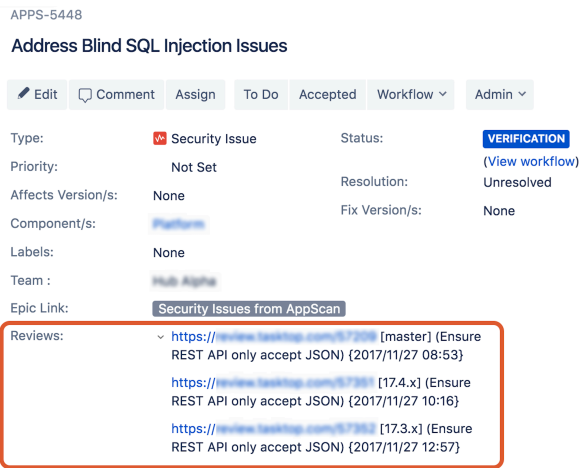 APPS-5448
Address Blind SQL Injection Issues
Edit Comment Assign To Do Accepted Workflow Admin
Type: Security Issue Status: VERIFICATION
(View workflow)
Priority: Not Set
Resolution: Unresolved
Affects Version/s: None
Fix Version/s: None
Component/s:
Labels: None
Team :
Epic Link: Security Issues from AppScan
Reviews: https:// [master] (Ensure
REST API only accept JSON) {2017/11/27 08:53}
https:// [17.4.x] (Ensure
REST API only accept JSON) {2017/11/27 10:16}
https:// [17.3.x] (Ensure
REST API only accept JSON) {2017/11/27 12:57}